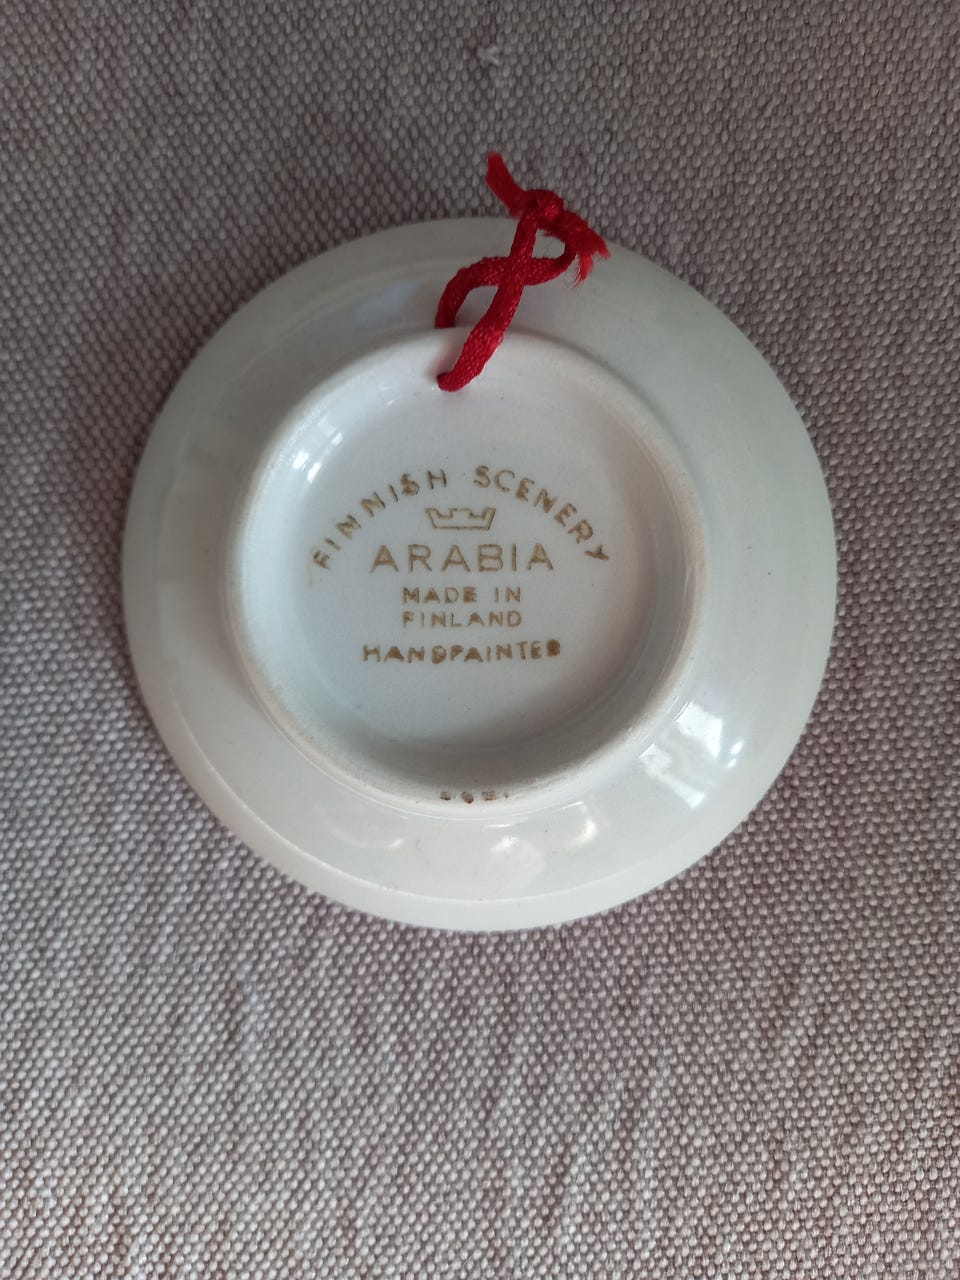 FINNISH SCENERY
ARABIA
MADE IN
FINLAND
HANDPAINTED